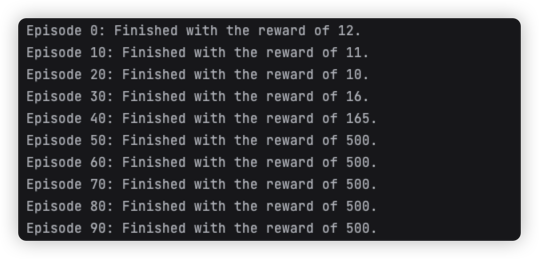 Episode 0: Finished with the reward of 12.
Episode 10: Finished with the reward of 11.
Episode 20: Finished with the reward of 10.
Episode 30: Finished with the reward of 16.
Episode 40: Finished with the reward of 165.
Episode 50: Finished with the reward of 500.
Episode 60: Finished with the reward of 500.
Episode 70: Finished with the reward of 500.
Episode 80: Finished with the reward of 500.
Episode 90: Finished with the reward of 500.